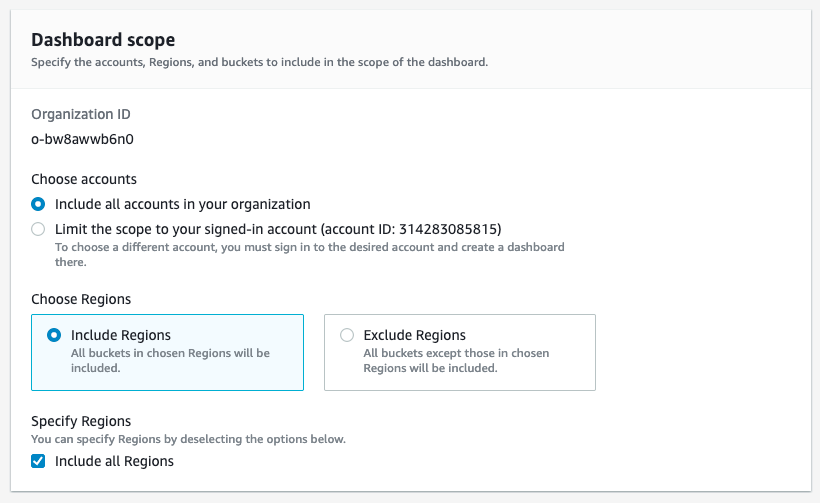 Dashboard scope
Specify the accounts, Regions, and buckets to include in the scope of the dashboard.
Organization ID
o-bw8awwb6n0
Choose accounts
Include all accounts in your organization
Limit the scope to your signed-in account (account ID: 314283085815)
To choose a different account, you must sign in to the desired account and create a dashboard
there.
Choose Regions
Include Regions
All buckets in chosen Regions will be
included.
Exclude Regions
All buckets except those in chosen
Regions will be included.
Specify Regions
You can specify Regions by deselecting the options below.
Include all Regions